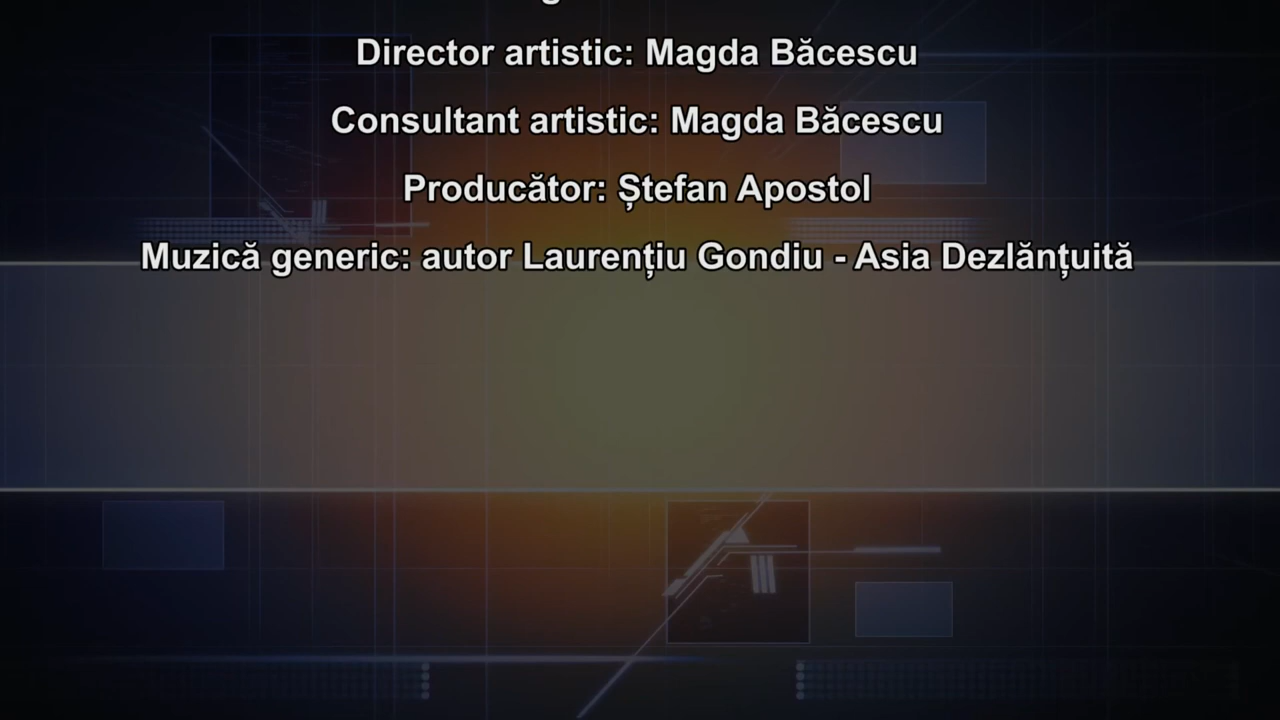 Director artistic: Magda Băcescu
Consultant artistic: Magda Băcescu
Producător: Ștefan Apostol
Muzică generic: autor Laurențiu Gondiu - Asia Dezlănțuită